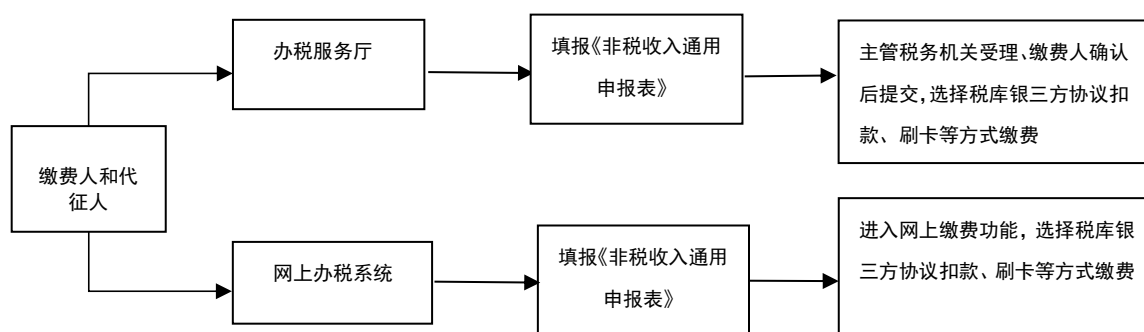 办税服务厅
填报《非税收入通用
申报表》
主管税务机关受理、缴费人确认
后提交，选择税库银三方协议扣
款、刷卡等方式缴费
缴费人和代
征人
网上办税系统
填报《非税收入通用
申报表》
进入网上缴费功能，选择税库银
三方协议扣款、刷卡等方式缴费